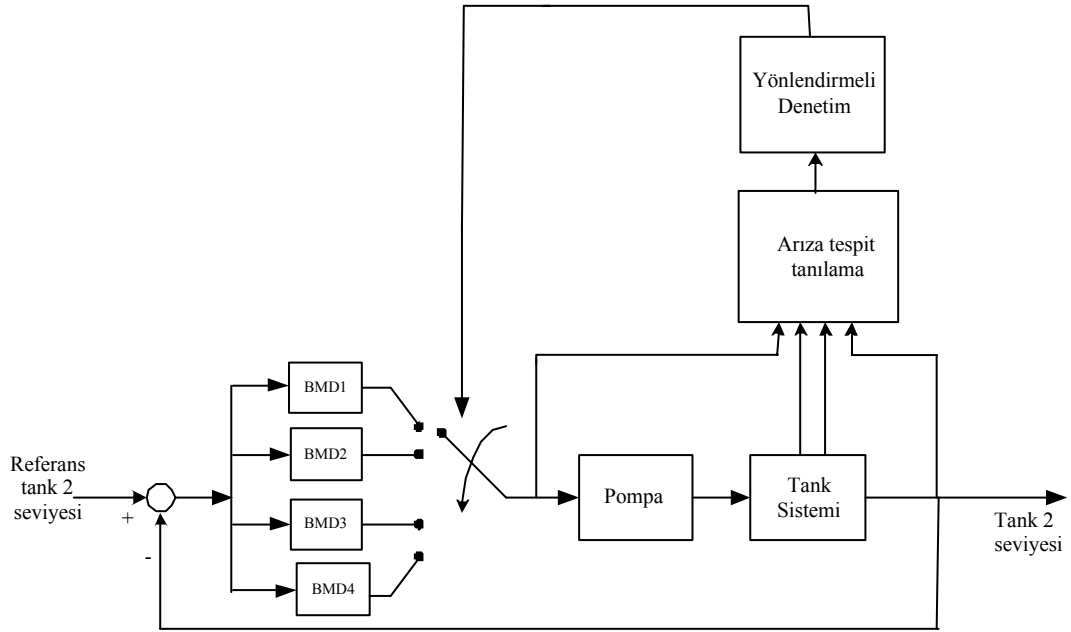 Yönlendirmeli
Denetim
Arıza tespit
tanılama
BMD1
BMD2
BMD3
BMD4
Referans
tank 2
seviyesi
+
-
Pompa
Tank
Sistemi
Tank 2
seviyesi